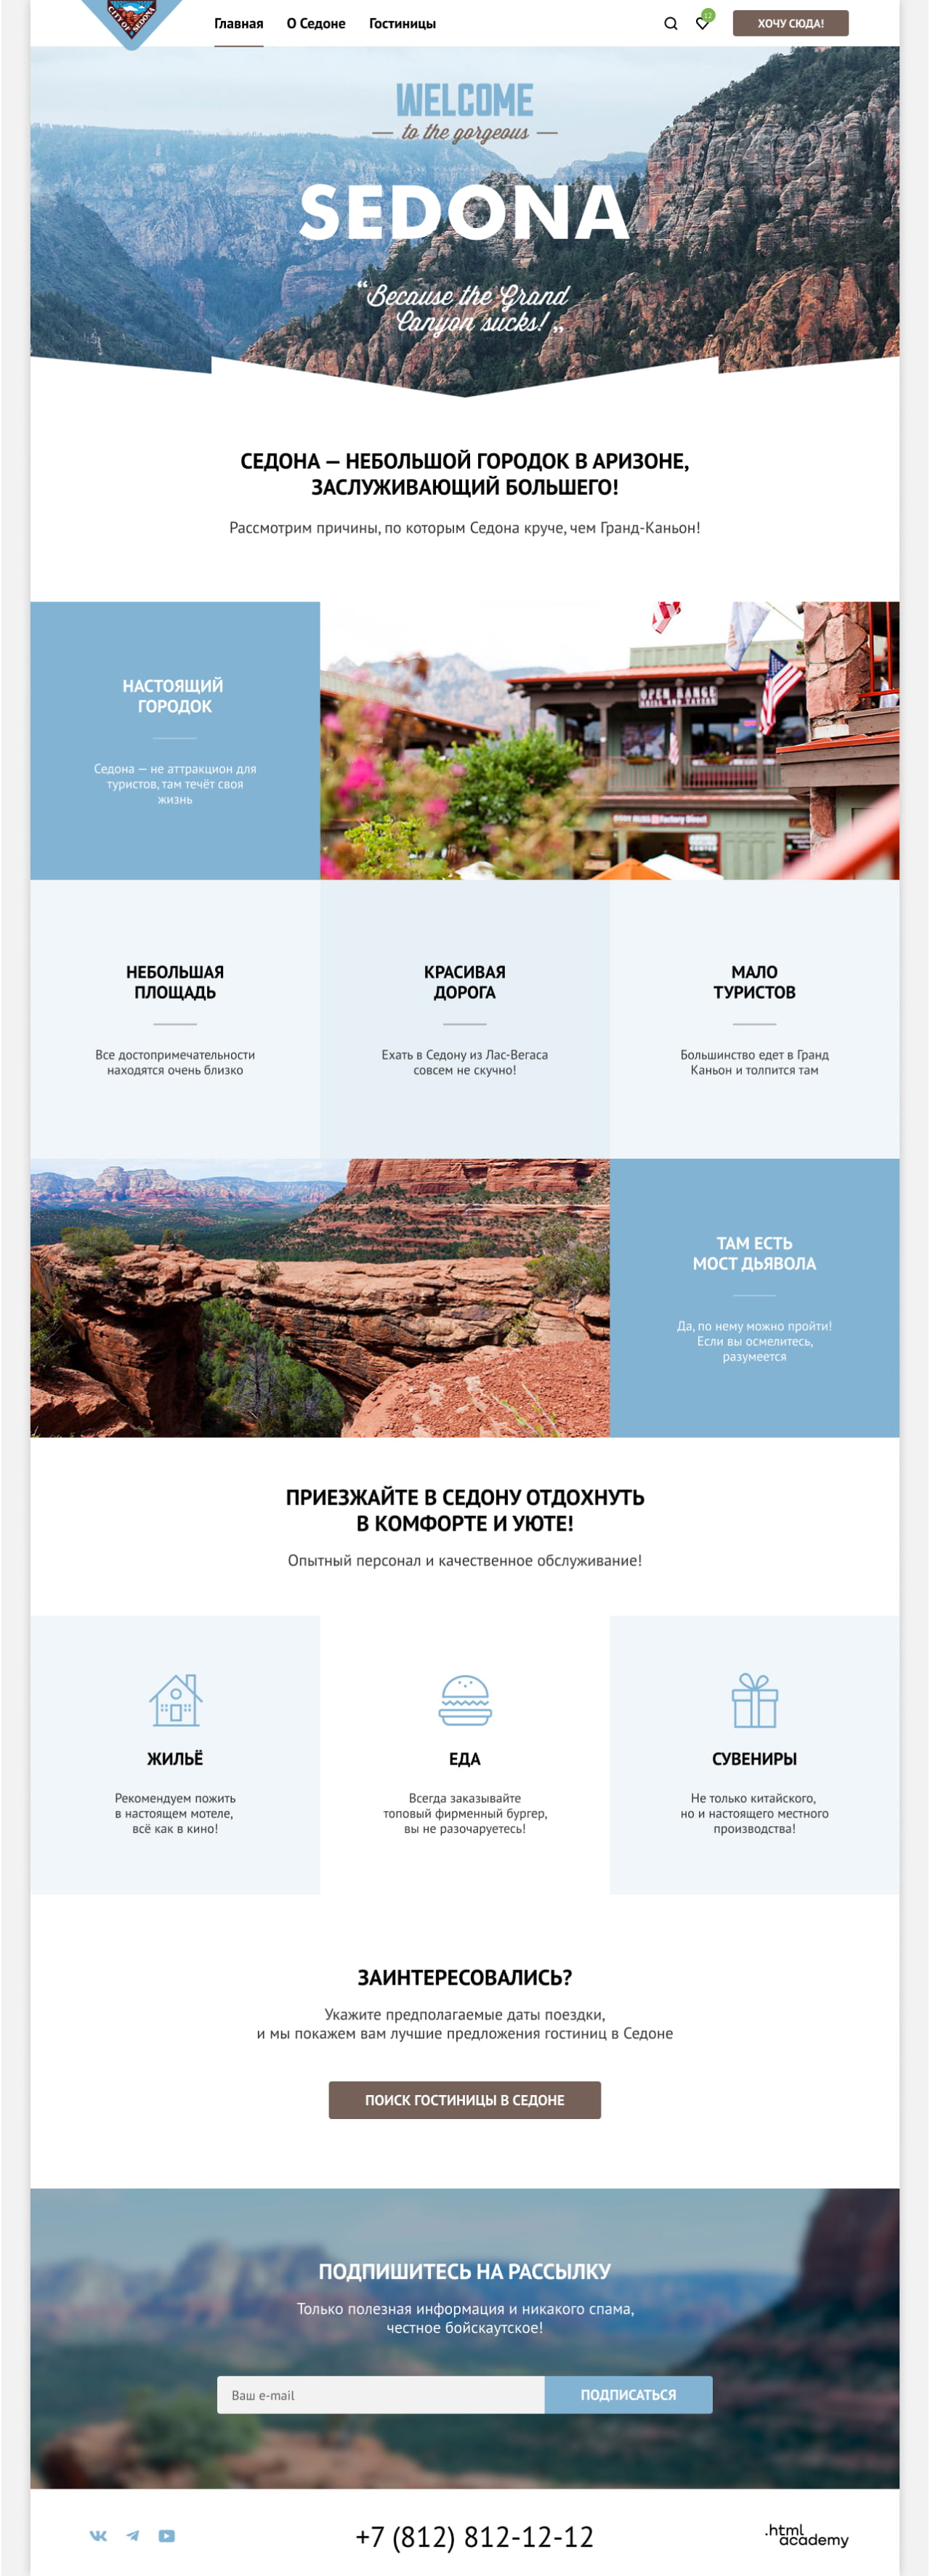 CITY OF SEDONA
Главная О Седоне Гостиницы 12 ХОЧУ СЮДА!
WELCOME
to the gorgeous
SEDONA
“Because the Grand
Canyon sucks! „
СЕДОНА — НЕБОЛЬШОЙ ГОРОДОК В АРИЗОНЕ,
ЗАСЛУЖИВАЮЩИЙ БОЛЬШЕГО!
Рассмотрим причины, по которым Седона круче, чем Гранд-Каньон!
НАСТОЯЩИЙ
ГОРОДОК
Седона — не аттракцион для
туристов, там течёт своя
жизнь
OPEN RANGE
GRILL AND TAVERN
Factory Direct
НЕБОЛЬШАЯ
ПЛОЩАДЬ
Все достопримечательности
находятся очень близко
КРАСИВАЯ
ДОРОГА
Ехать в Седону из Лас-Вегаса
совсем не скучно!
МАЛО
ТУРИСТОВ
Большинство едет в Гранд
Каньон и толпится там
ТАМ ЕСТЬ
МОСТ ДЬЯВОЛА
Да, по нему можно пройти!
Если вы осмелитесь,
разумеется
ПРИЕЗЖАЙТЕ В СЕДОНУ ОТДОХНУТЬ
В КОМФОРТЕ И УЮТЕ!
Опытный персонал и качественное обслуживание!
ЖИЛЬЁ
Рекомендуем пожить
в настоящем мотеле,
всё как в кино!
ЕДА
Всегда заказывайте
топовый фирменный бургер,
вы не разочаруетесь!
СУВЕНИРЫ
Не только китайского,
но и настоящего местного
производства!
ЗАИНТЕРЕСОВАЛИСЬ?
Укажите предполагаемые даты поездки,
и мы покажем вам лучшие предложения гостиниц в Седоне
ПОИСК ГОСТИНИЦЫ В СЕДОНЕ
ПОДПИШИТЕСЬ НА РАССЫЛКУ
Только полезная информация и никакого спама,
честное бойскаутское!
Ваш e-mail ПОДПИСАТЬСЯ
+7 (812) 812-12-12
.html
academy